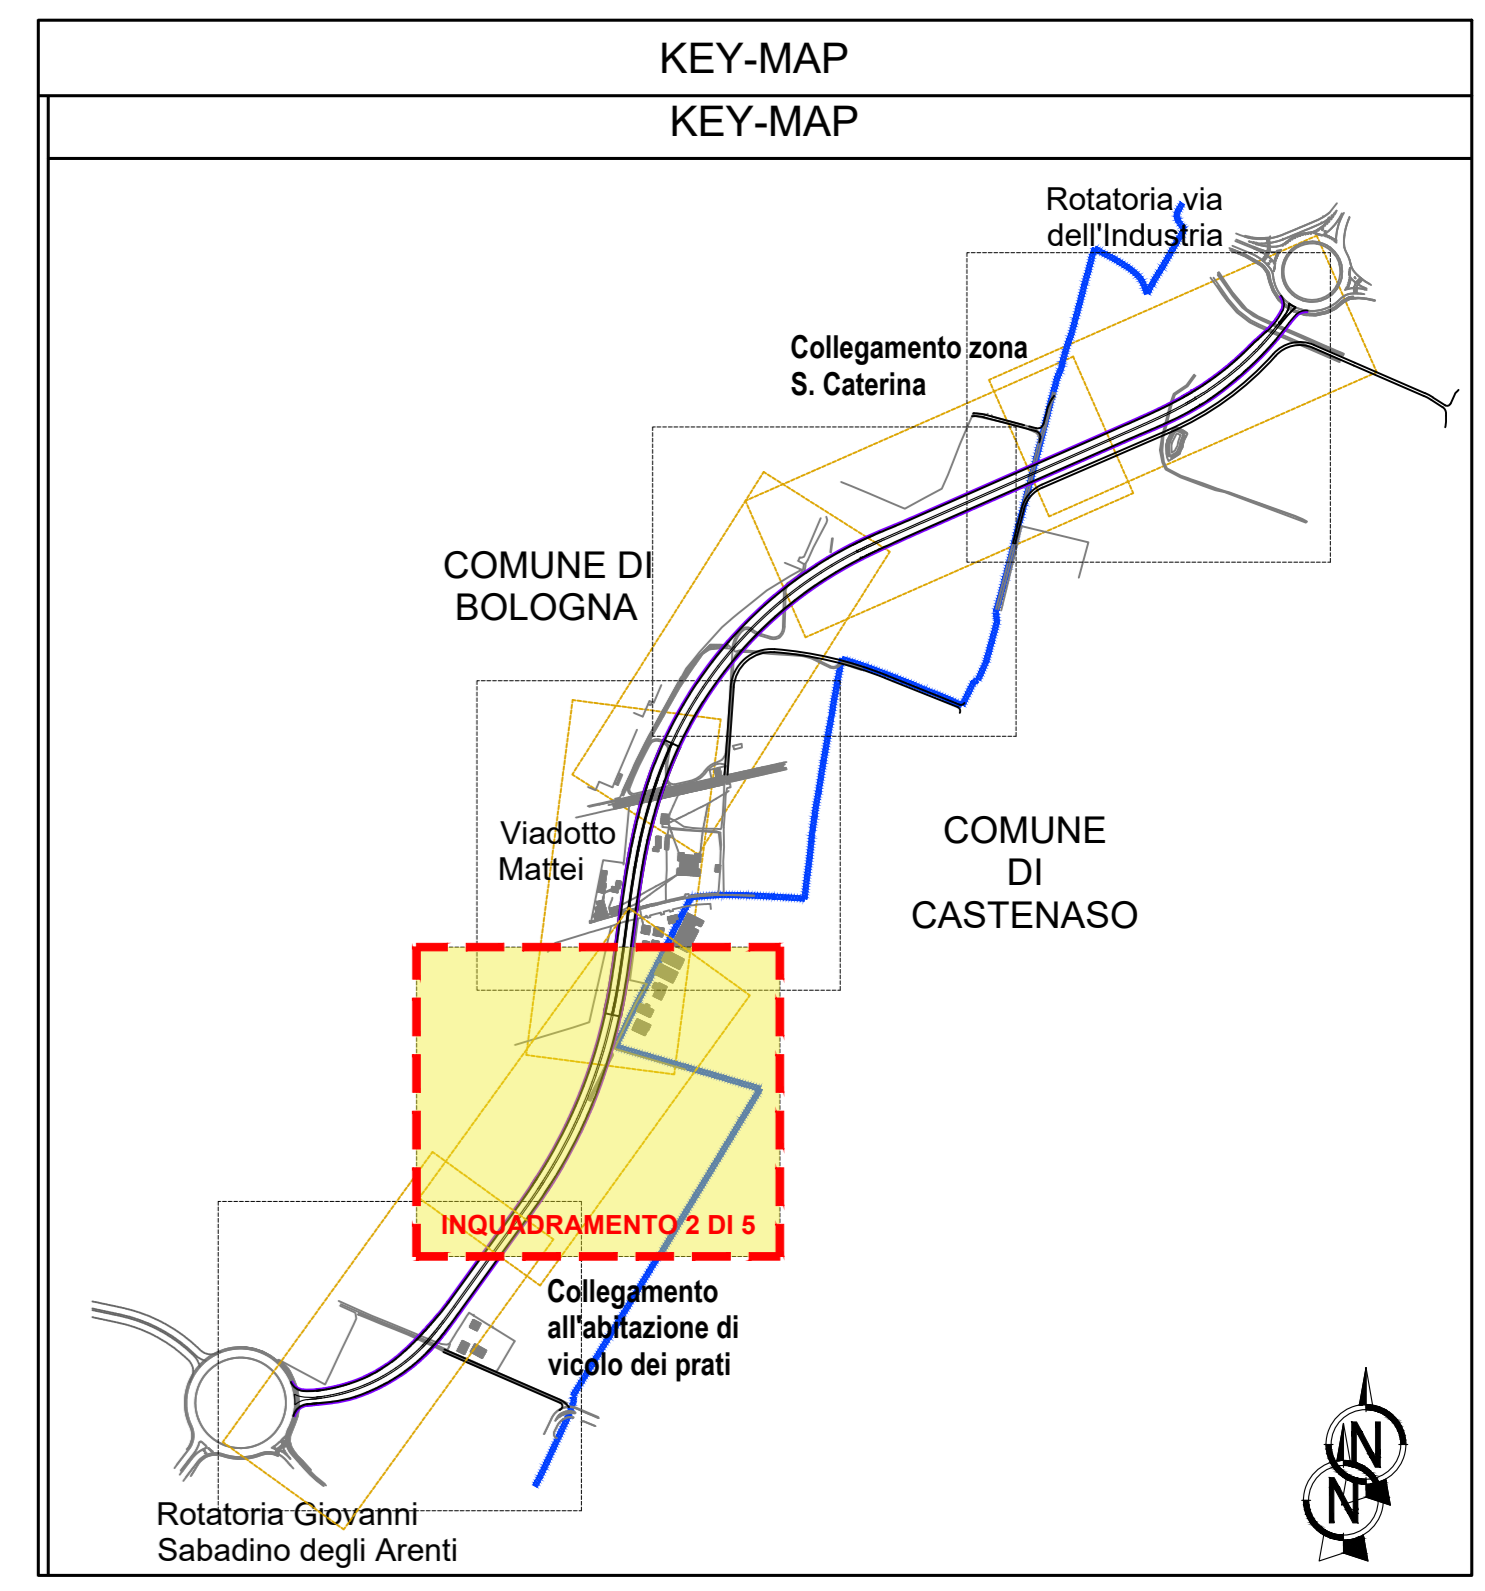 KEY-MAP
KEY-MAP
Rotatoria via
dell'Industria
Collegamento zona
S. Caterina
COMUNE DI
BOLOGNA
Viadotto
Mattei
COMUNE
DI
CASTENASO
INQUADRAMENTO 2 DI 5
Collegamento
all'abitazione di
vicolo dei prati
N
N
Rotatoria Giovanni
Sabadino degli Arenti